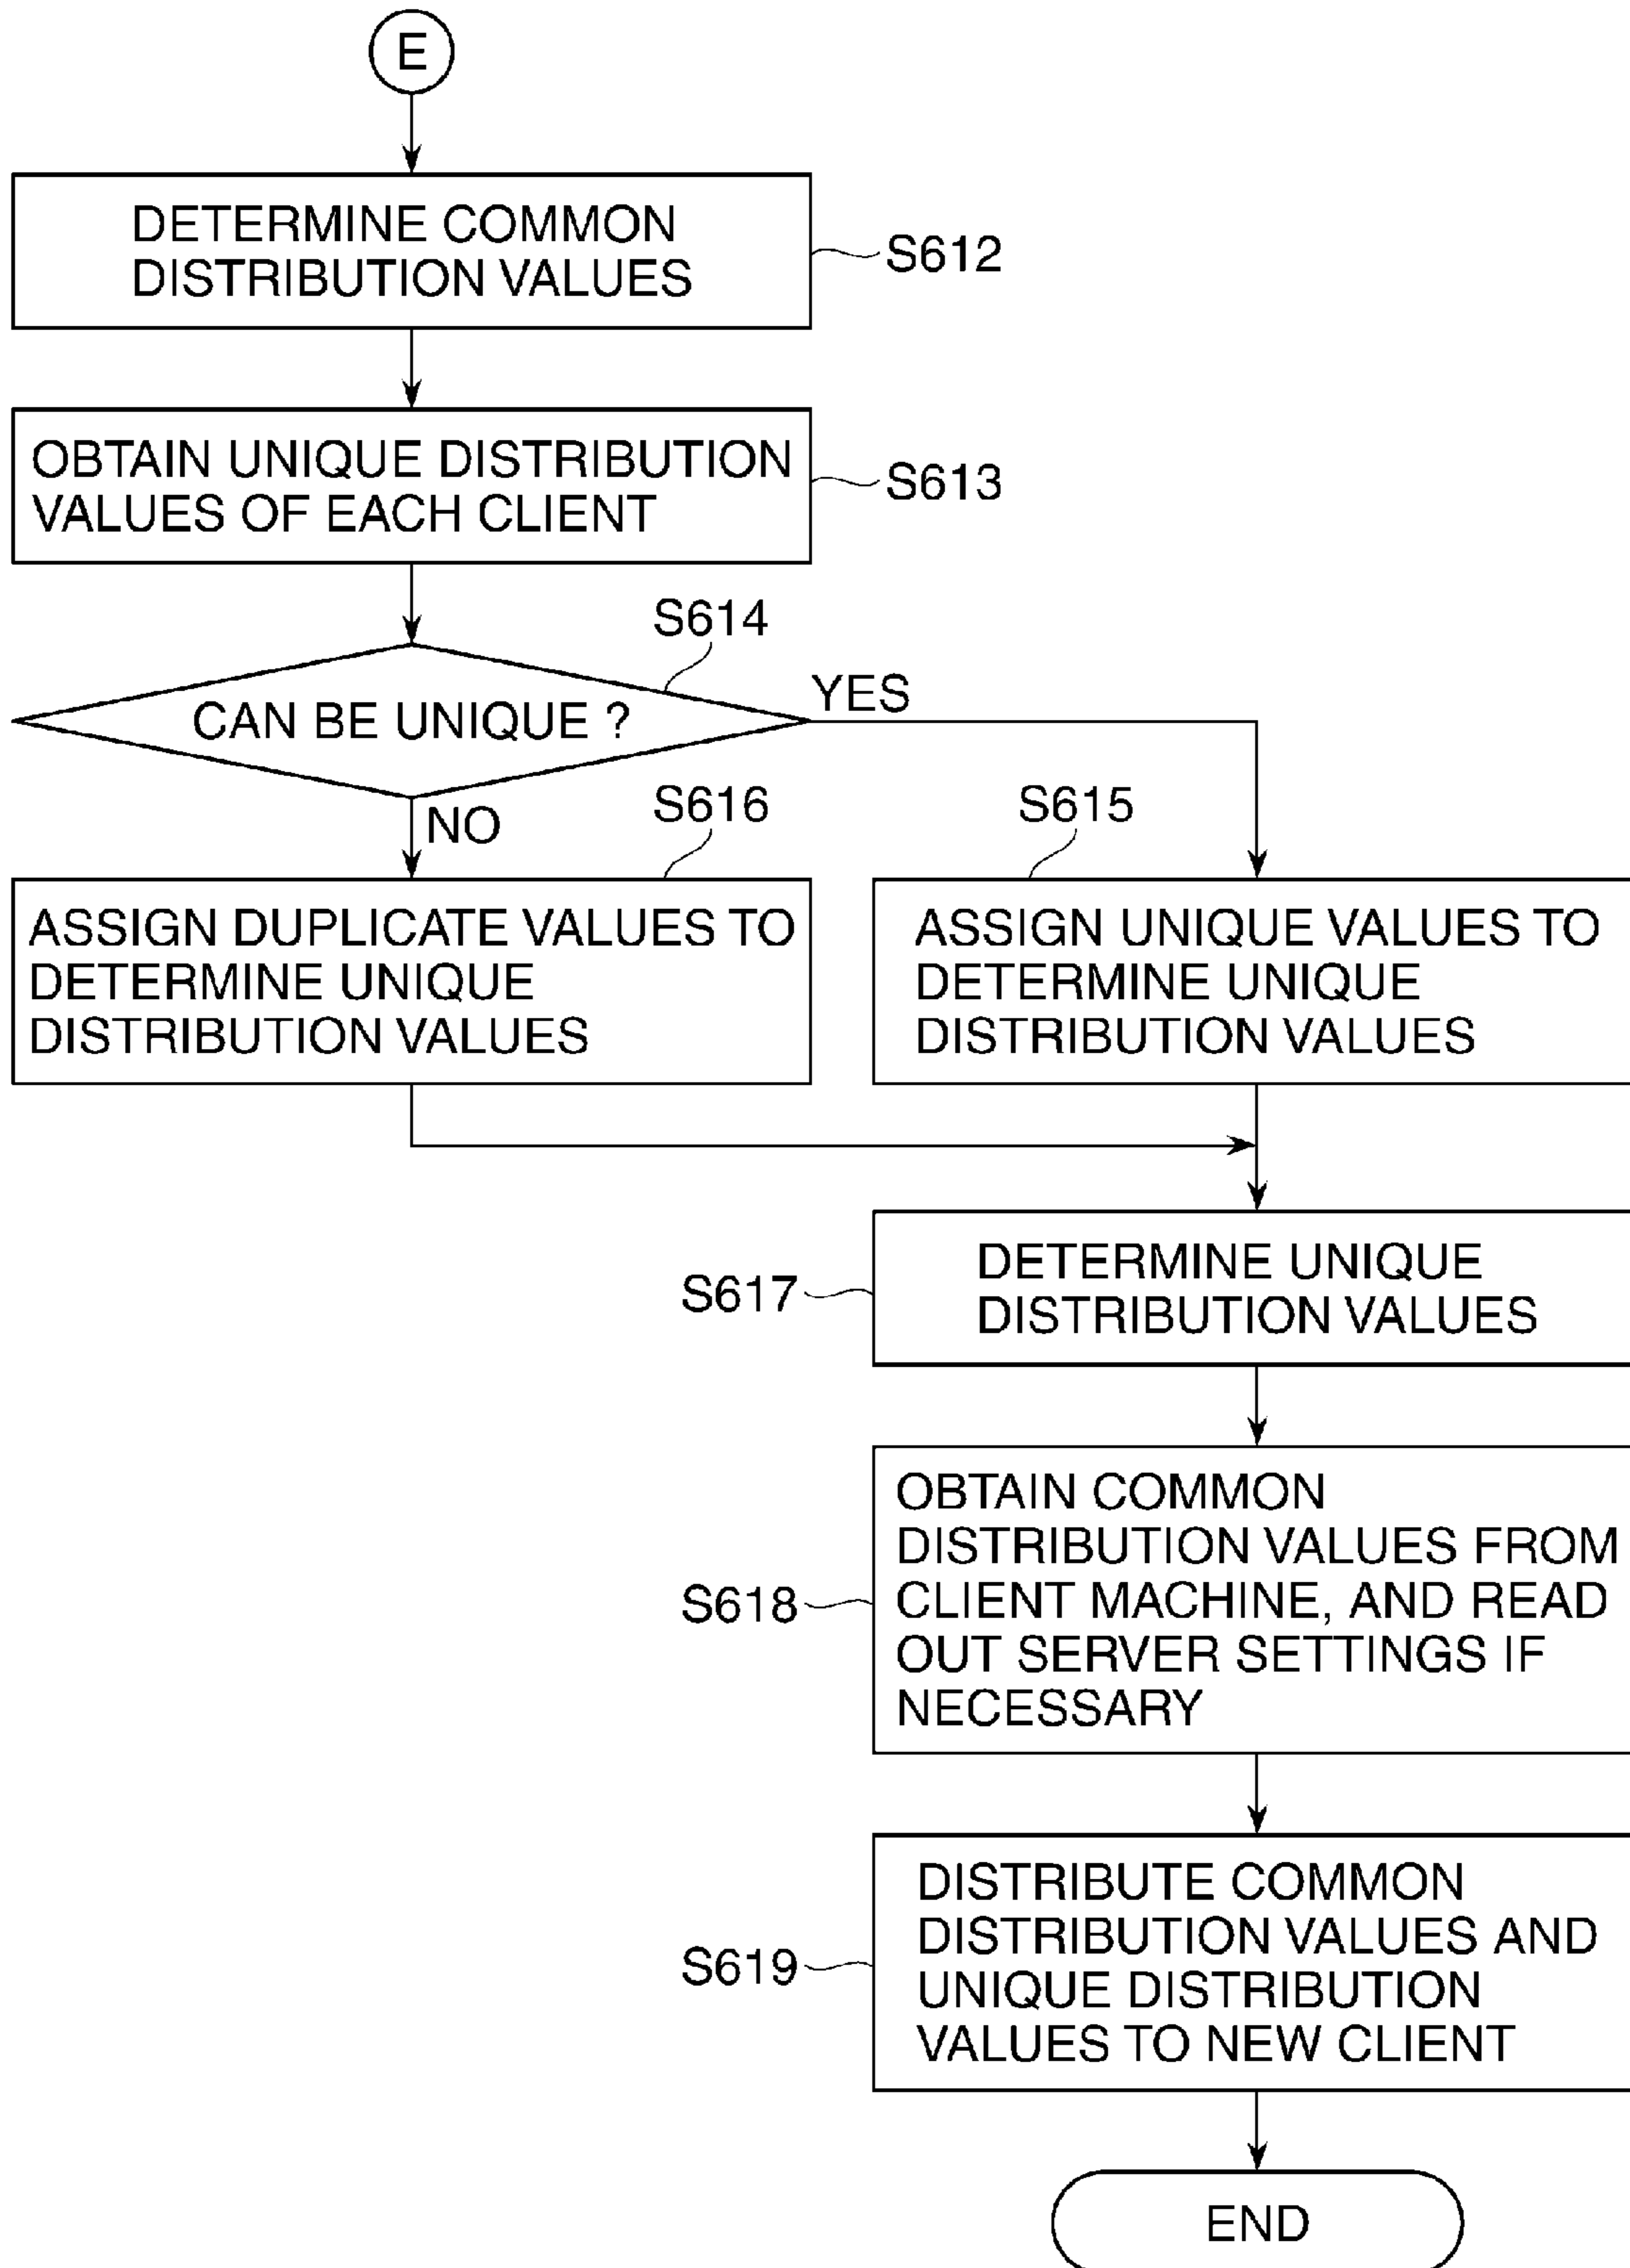 E
DETERMINE COMMON
DISTRIBUTION VALUES
S612
OBTAIN UNIQUE DISTRIBUTION
VALUES OF EACH CLIENT
S613
S614
CAN BE UNIQUE ?
YES
NO
S616
S615
ASSIGN DUPLICATE VALUES TO
DETERMINE UNIQUE
DISTRIBUTION VALUES
ASSIGN UNIQUE VALUES TO
DETERMINE UNIQUE
DISTRIBUTION VALUES
S617
DETERMINE UNIQUE
DISTRIBUTION VALUES
S618
OBTAIN COMMON
DISTRIBUTION VALUES FROM
CLIENT MACHINE, AND READ
OUT SERVER SETTINGS IF
NECESSARY
S619
DISTRIBUTE COMMON
DISTRIBUTION VALUES AND
UNIQUE DISTRIBUTION
VALUES TO NEW CLIENT
END